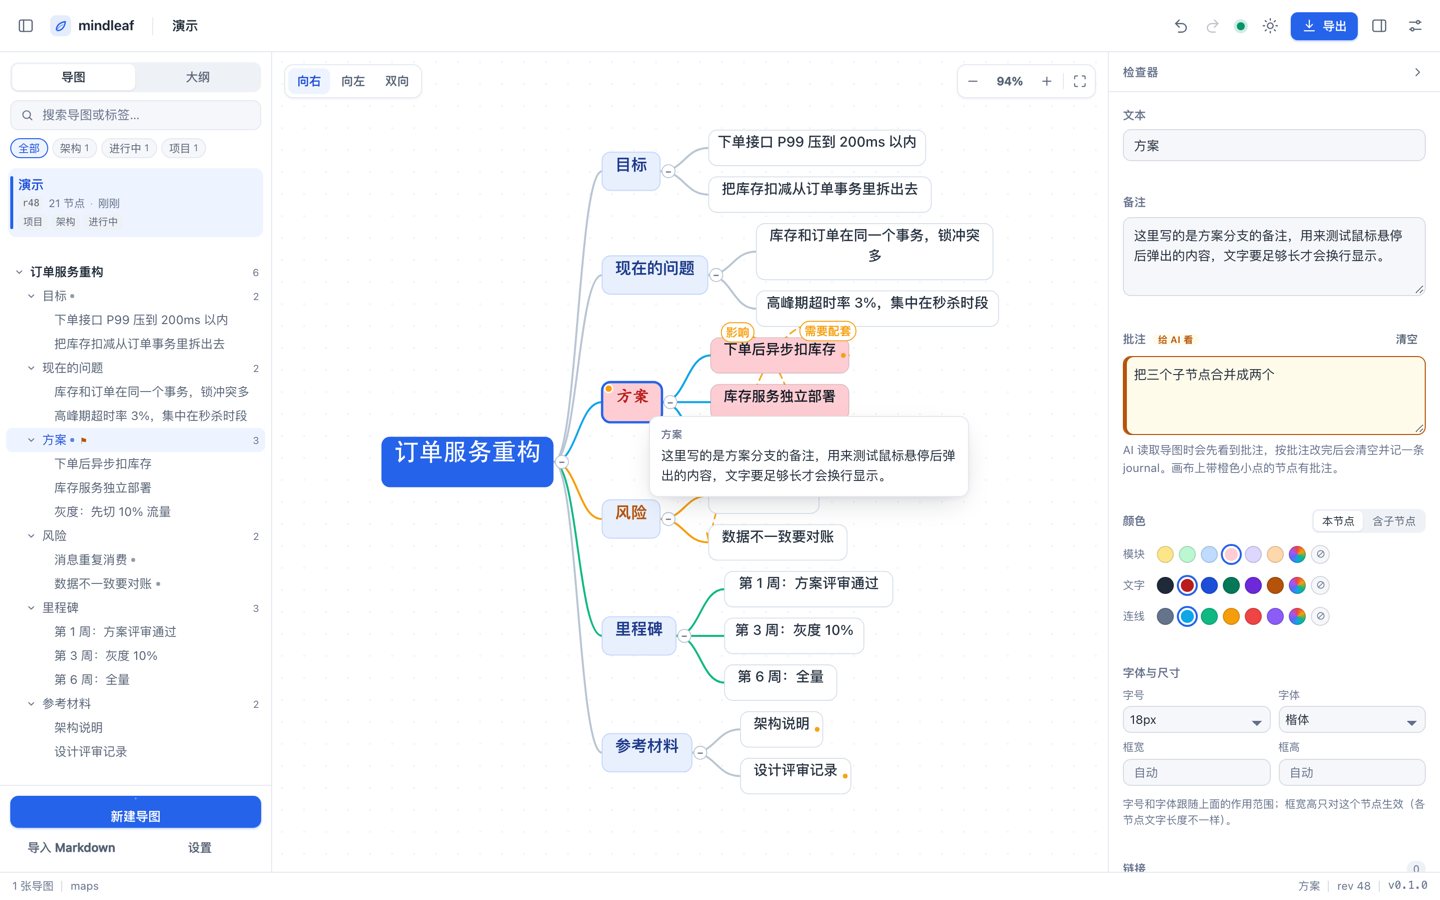 mindleaf
演示
导出
导图
大纲
搜索导图或标签...
全部
架构 1
进行中 1
项目 1
演示
r48 21 节点 · 刚刚
项目 架构 进行中
订单服务重构 6
目标 2
下单接口 P99 压到 200ms 以内
把库存扣减从订单事务里拆出去
现在的问题 2
库存和订单在同一个事务，锁冲突多
高峰期超时率 3%，集中在秒杀时段
方案 3
下单后异步扣库存
库存服务独立部署
灰度：先切 10% 流量
风险 2
消息重复消费
数据不一致要对账
里程碑 3
第 1 周：方案评审通过
第 3 周：灰度 10%
第 6 周：全量
参考材料 2
架构说明
设计评审记录
新建导图
导入 Markdown
设置
1 张导图
maps
向右
向左
双向
94%
订单服务重构
目标
下单接口 P99 压到 200ms 以内
把库存扣减从订单事务里拆出去
现在的问题
库存和订单在同一个事务，锁冲突
多
高峰期超时率 3%，集中在秒杀时段
影响
需要配套
方案
下单后异步扣库存
库存服务独立部署
方案
这里写的是方案分支的备注，用来测试鼠标悬停后弹
出的内容，文字要足够长才会换行显示。
风险
数据不一致要对账
里程碑
第 1 周：方案评审通过
第 3 周：灰度 10%
第 6 周：全量
参考材料
架构说明
设计评审记录
检查器
文本
方案
备注
这里写的是方案分支的备注，用来测试鼠标悬停
后弹出的内容，文字要足够长才会换行显示。
批注 给 AI 看
清空
把三个子节点合并成两个
AI 读取导图时会先看到批注，按批注改完后会清空并记一条
journal。画布上带橙色小点的节点有批注。
颜色
本节点
含子节点
模块
文字
连线
字体与尺寸
字号
字体
18px
楷体
框宽
框高
自动
自动
字号和字体跟随上面的作用范围；框宽高只对这个节点生效（各
节点文字长度不一样）。
链接 0
方案
rev 48
v0.1.0